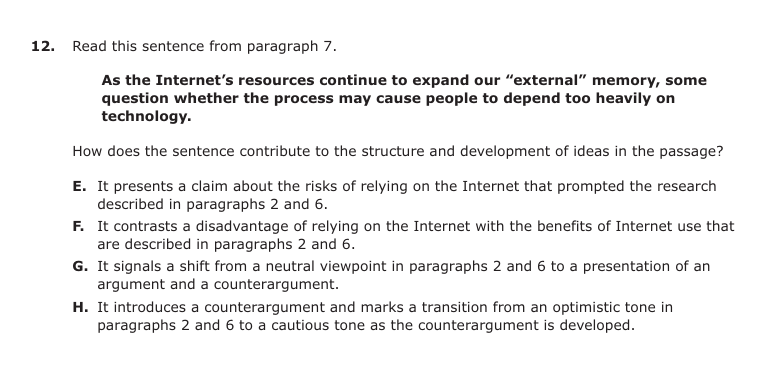 12. Read this sentence from paragraph 7.
As the Internet’s resources continue to expand our “external” memory, some
question whether the process may cause people to depend too heavily on
technology.
How does the sentence contribute to the structure and development of ideas in the passage?
E. It presents a claim about the risks of relying on the Internet that prompted the research
described in paragraphs 2 and 6.
F. It contrasts a disadvantage of relying on the Internet with the benefits of Internet use that
are described in paragraphs 2 and 6.
G. It signals a shift from a neutral viewpoint in paragraphs 2 and 6 to a presentation of an
argument and a counterargument.
H. It introduces a counterargument and marks a transition from an optimistic tone in
paragraphs 2 and 6 to a cautious tone as the counterargument is developed.